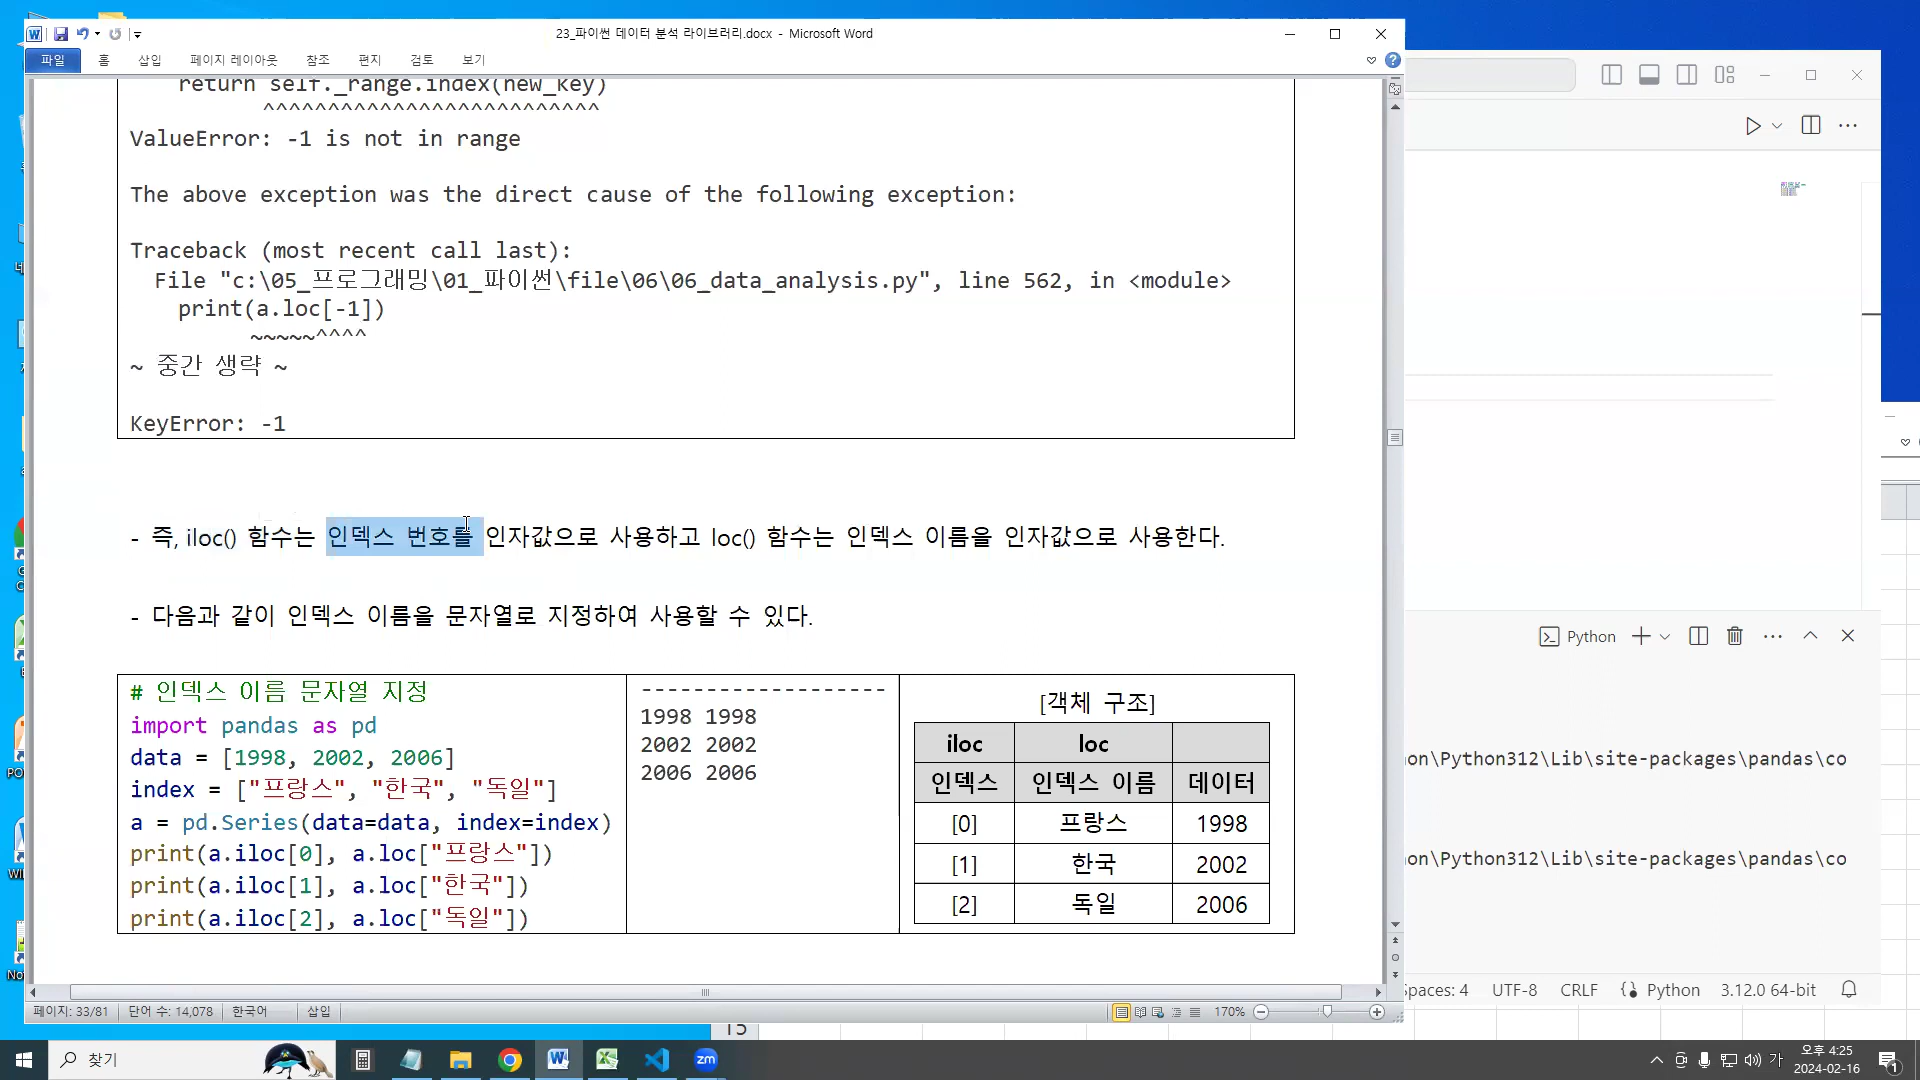 23_파이썬 데이터 분석 라이브러리.docx - Microsoft Word
파일 홈 삽입 페이지 레이아웃 참조 편지 검토 보기
return self._range.index(new_key)
^^^^^^^^^^^^^^^^^^^^^^^^^^
ValueError: -1 is not in range
The above exception was the direct cause of the following exception:
Traceback (most recent call last):
File "c:\05_프로그래밍\01_파이썬\file\06\06_data_analysis.py", line 562, in <module>
print(a.loc[-1])
~~~~~^^^^
~ 중간 생략 ~
KeyError: -1
- 즉, iloc() 함수는 인덱스 번호를 인자값으로 사용하고 loc() 함수는 인덱스 이름을 인자값으로 사용한다.
- 다음과 같이 인덱스 이름을 문자열로 지정하여 사용할 수 있다.
# 인덱스 이름 문자열 지정
import pandas as pd
data = [1998, 2002, 2006]
index = ["프랑스", "한국", "독일"]
a = pd.Series(data=data, index=index)
print(a.iloc[0], a.loc["프랑스"])
print(a.iloc[1], a.loc["한국"])
print(a.iloc[2], a.loc["독일"])
-------------------
1998 1998
2002 2002
2006 2006
[객체 구조]
iloc loc
인덱스 인덱스 이름 데이터
[0] 프랑스 1998
[1] 한국 2002
[2] 독일 2006
페이지: 33/81 단어 수: 14,078 한국어 삽입 170%
Python
on\Python312\Lib\site-packages\pandas\co
on\Python312\Lib\site-packages\pandas\co
Spaces: 4 UTF-8 CRLF Python 3.12.0 64-bit
15
찾기
zm
가
오후 4:25
2024-02-16
1